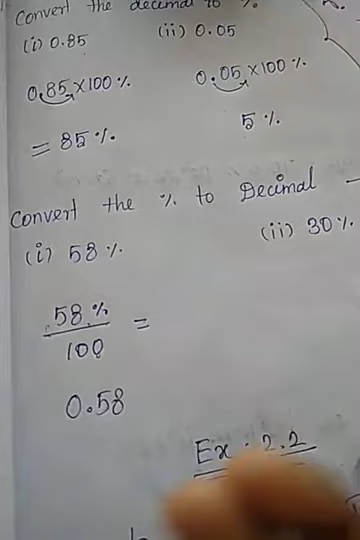 Convert the decimal to %
(i) 0.85 (ii) 0.05
0.85 × 100 % 0.05 × 100 %
= 85 % 5 %
Convert the % to Decimal -
(i) 58 % (ii) 30 %
58 % =
100
0.58
Ex . 2.2